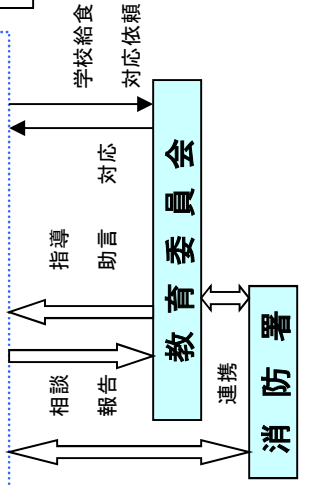 学校給食
対応依頼
対応
指導
助言
相談
報告
教育委員会
連携
消防署